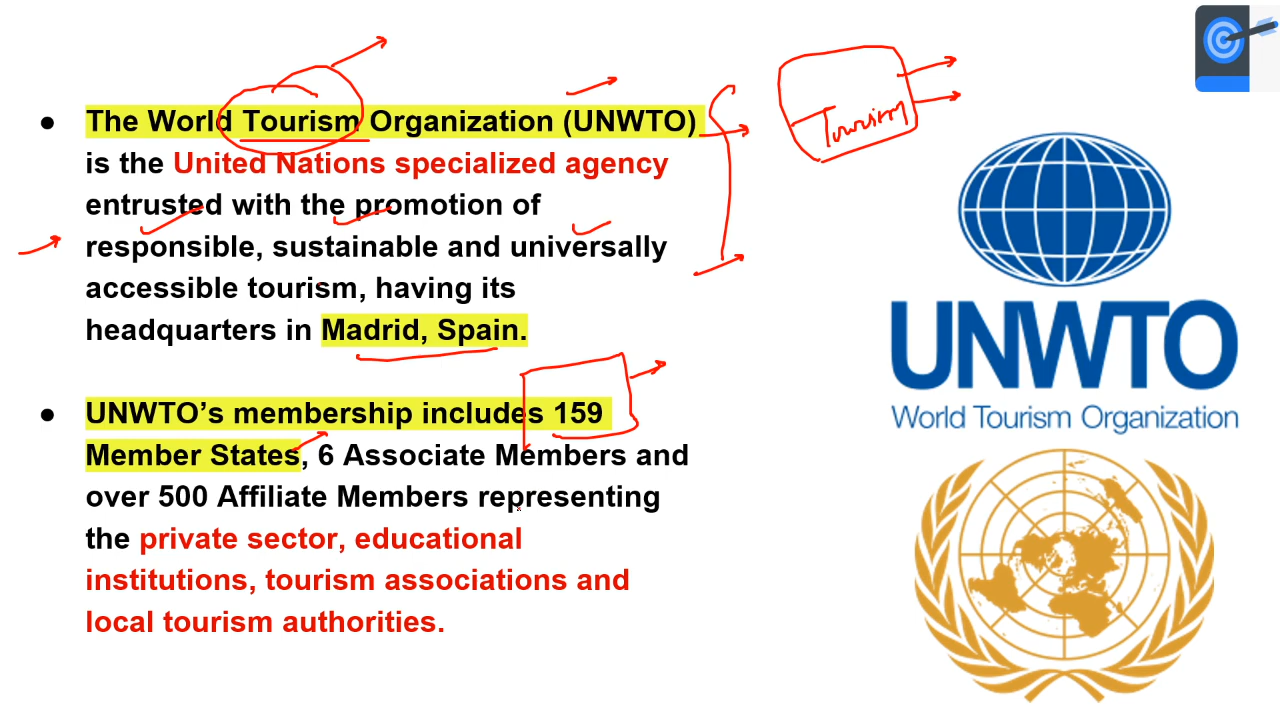 ● The World Tourism Organization (UNWTO)
is the United Nations specialized agency
entrusted with the promotion of
responsible, sustainable and universally
accessible tourism, having its
headquarters in Madrid, Spain.
● UNWTO’s membership includes 159
Member States, 6 Associate Members and
over 500 Affiliate Members representing
the private sector, educational
institutions, tourism associations and
local tourism authorities.
Tourism
UNWTO
World Tourism Organization